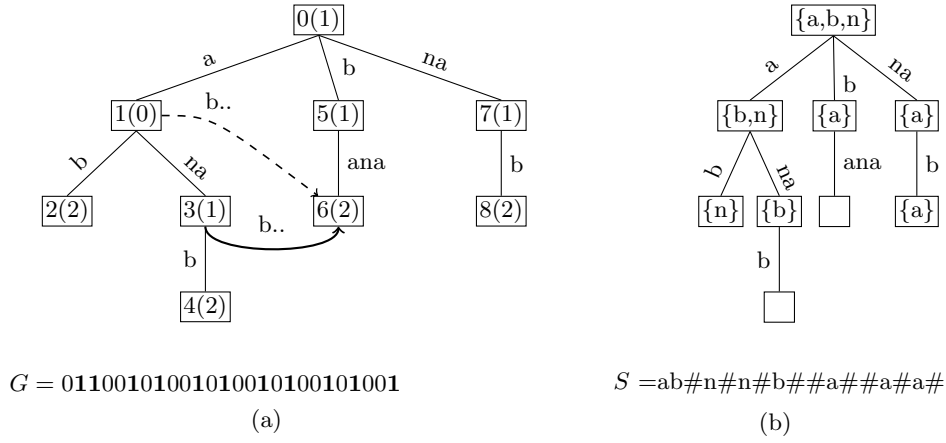 0(1)
a b na
b..
1(0) 5(1) 7(1)
b na ana b
2(2) 3(1) 6(2) 8(2)
b..
b
4(2)
G = 01100101001010010100101001
(a)
{a,b,n}
a b na
{b,n} {a} {a}
b na ana b
{n} {b} {a}
b
S =ab#n#n#b##a##a#a#
(b)